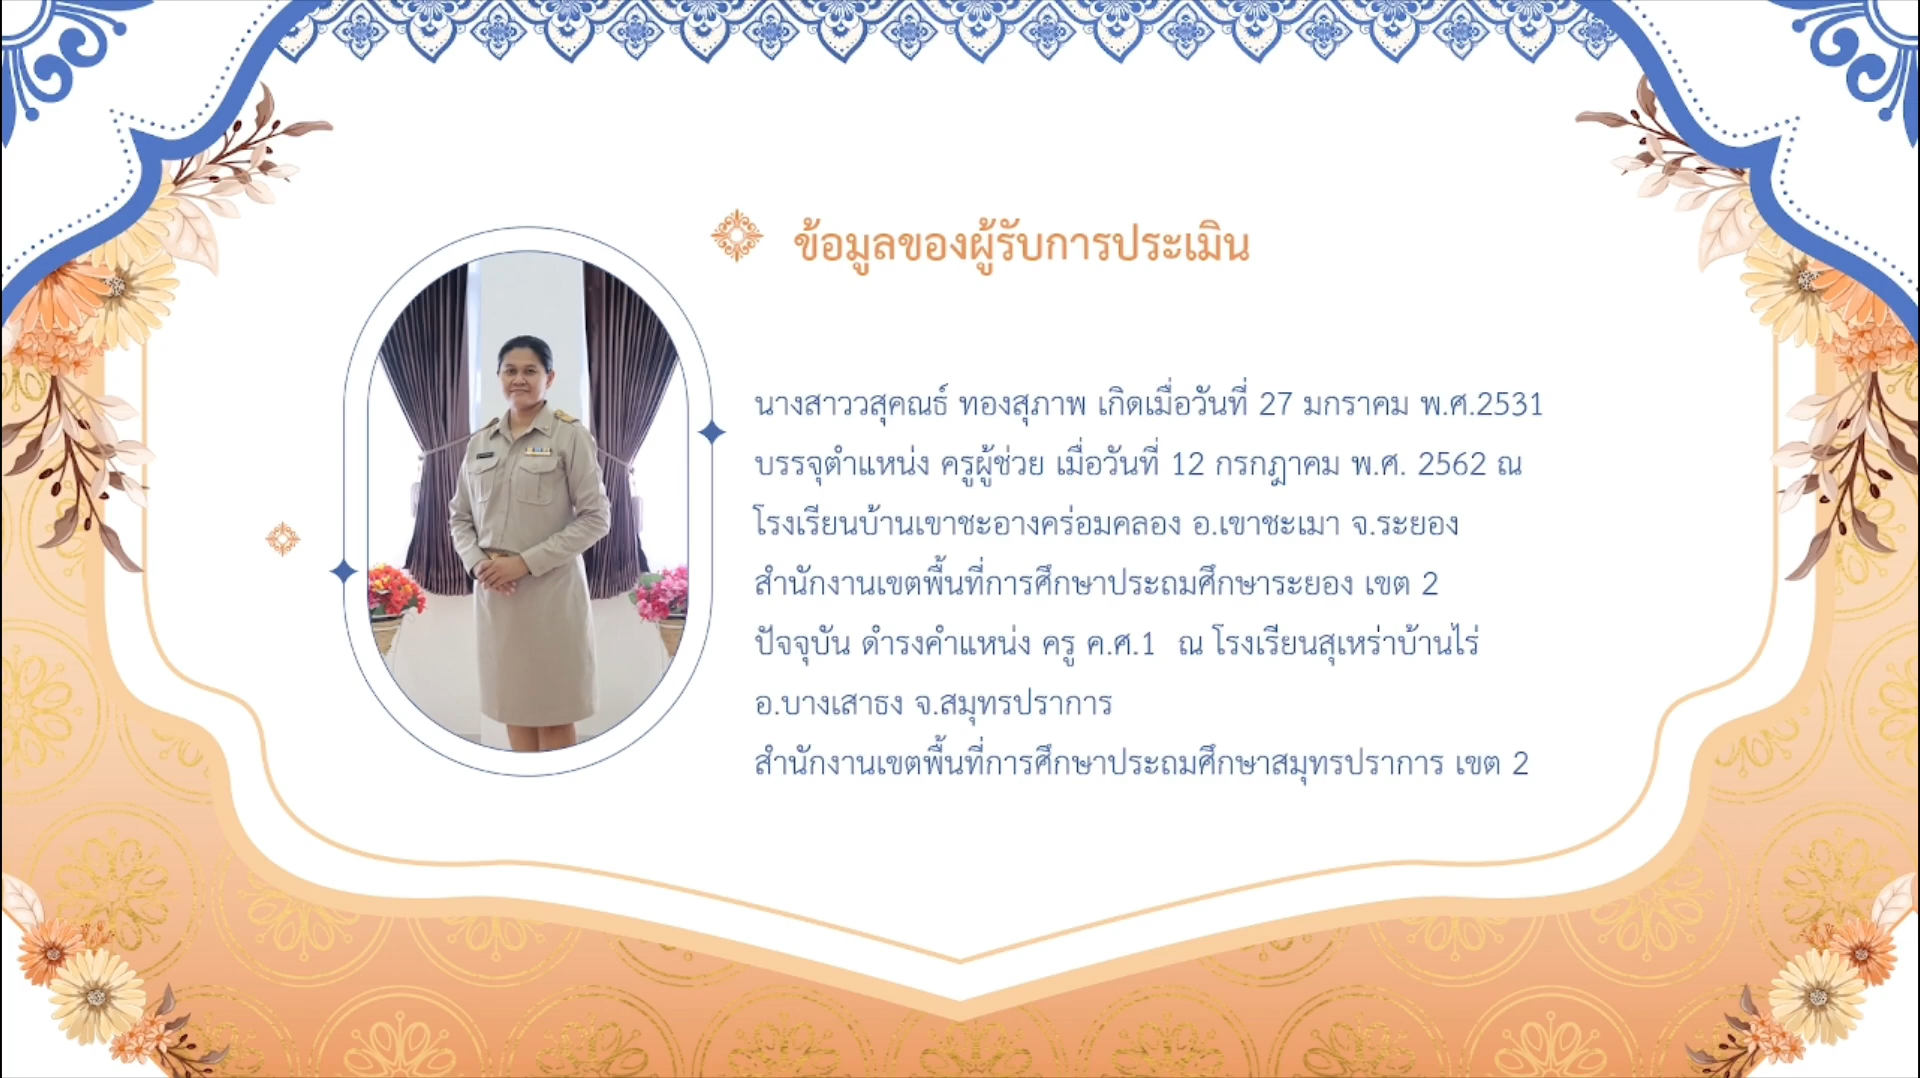 ข้อมูลของผู้รับการประเมิน
นางสาววสุคณธ์ ทองสุภาพ เกิดเมื่อวันที่ 27 มกราคม พ.ศ.2531
บรรจุตำแหน่ง ครูผู้ช่วย เมื่อวันที่ 12 กรกฎาคม พ.ศ. 2562 ณ
โรงเรียนบ้านเขาชะอางคร่อมคลอง อ.เขาชะเมา จ.ระยอง
สำนักงานเขตพื้นที่การศึกษาประถมศึกษาระยอง เขต 2
ปัจจุบัน ดำรงคำแหน่ง ครู ค.ศ.1 ณ โรงเรียนสุเหร่าบ้านไร่
อ.บางเสาธง จ.สมุทรปราการ
สำนักงานเขตพื้นที่การศึกษาประถมศึกษาสมุทรปราการ เขต 2